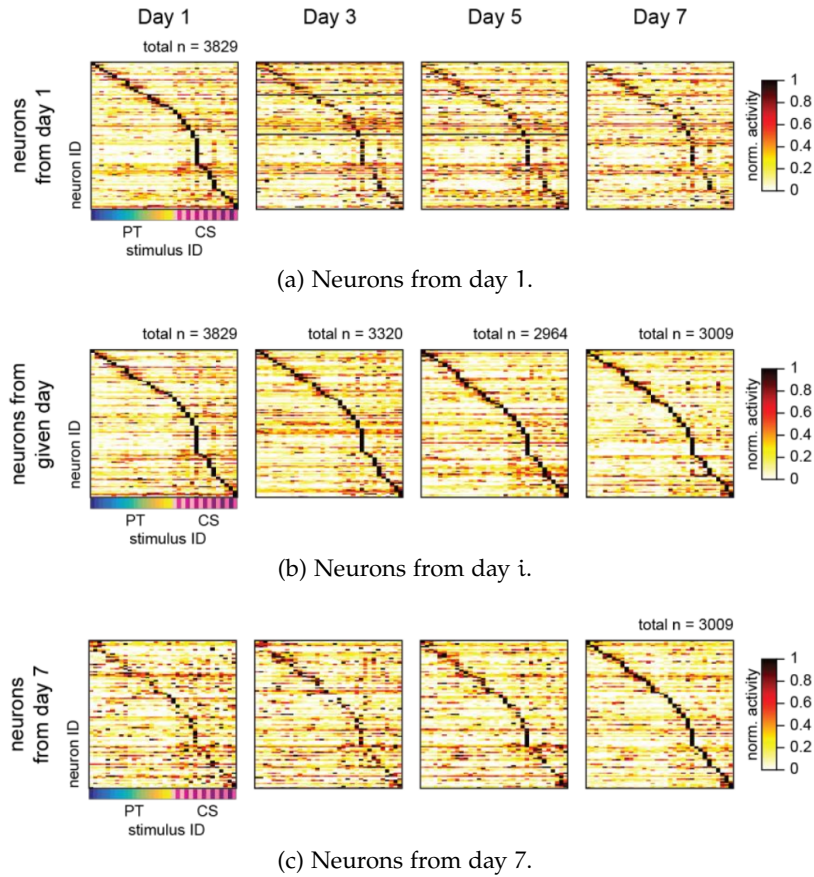 Day 1 Day 3 Day 5 Day 7
total n = 3829
neurons
from day 1
neuron ID
norm. activity
1
0.8
0.6
0.4
0.2
0
PT CS
stimulus ID
(a) Neurons from day 1.
total n = 3829 total n = 3320 total n = 2964 total n = 3009
neurons from
given day
neuron ID
norm. activity
1
0.8
0.6
0.4
0.2
0
PT CS
stimulus ID
(b) Neurons from day i.
total n = 3009
neurons
from day 7
neuron ID
norm. activity
1
0.8
0.6
0.4
0.2
0
PT CS
stimulus ID
(c) Neurons from day 7.